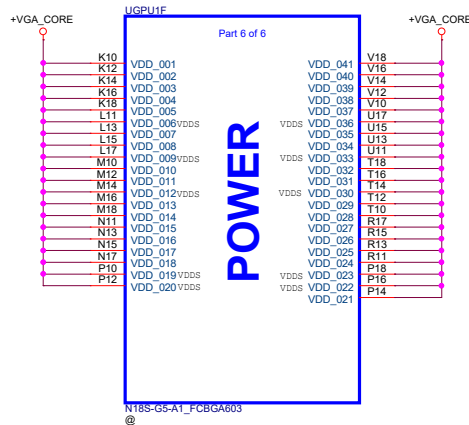 UGPU1F
+VGA_CORE +VGA_CORE
Part 6 of 6
K10 VDD_001 VDD_041 V18
K12 VDD_002 VDD_040 V16
K14 VDD_003 VDD_039 V14
K16 VDD_004 VDD_038 V12
K18 VDD_005 VDD_037 V10
L11 VDD_006 VDDS VDDS VDD_036 U17
L13 VDD_007 VDD_035 U15
L15 VDD_008 VDD_034 U13
L17 VDD_009 VDDS VDDS VDD_033 U11
M10 VDD_010 VDD_032 T18
M12 VDD_011 VDD_031 T16
M14 VDD_012 VDDS VDDS VDD_030 T14
M16 VDD_013 VDD_029 T12
M18 VDD_014 VDD_028 T10
N11 VDD_015 VDD_027 R17
N13 VDD_016 VDD_026 R15
N15 VDD_017 VDD_025 R13
N17 VDD_018 VDD_024 R11
P10 VDD_019 VDDS VDDS VDD_023 P18
P12 VDD_020 VDDS VDDS VDD_022 P16
VDD_021 P14
POWER
N18S-G5-A1_FCBGA603
@